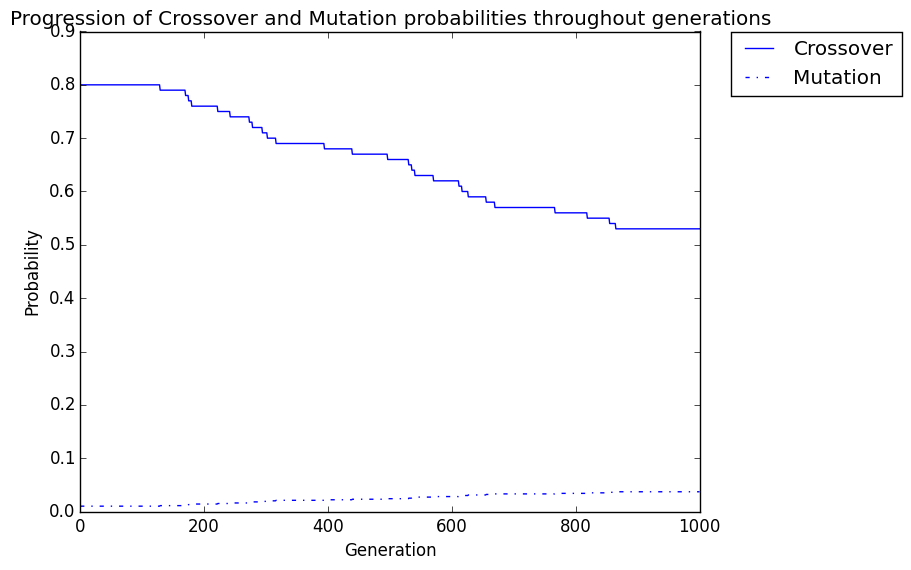 Progression of Crossover and Mutation probabilities throughout generations
0.9
0.8
0.7
0.6
0.5
0.4
0.3
0.2
0.1
0.0
Probability
0 200 400 600 800 1000
Generation
Crossover
Mutation